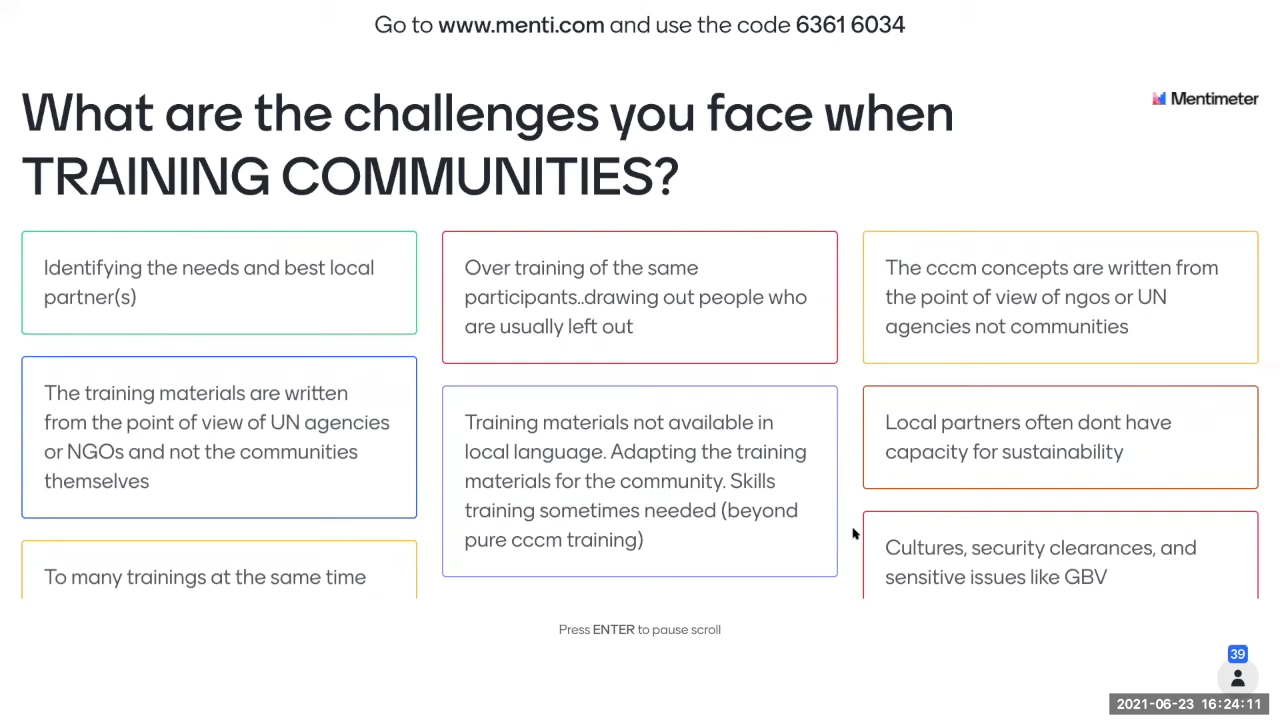 Go to www.menti.com and use the code 6361 6034
What are the challenges you face when
TRAINING COMMUNITIES?
Mentimeter
Identifying the needs and best local
partner(s)
The training materials are written
from the point of view of UN agencies
or NGOs and not the communities
themselves
To many trainings at the same time
Over training of the same
participants..drawing out people who
are usually left out
Training materials not available in
local language. Adapting the training
materials for the community. Skills
training sometimes needed (beyond
pure cccm training)
The cccm concepts are written from
the point of view of ngos or UN
agencies not communities
Local partners often dont have
capacity for sustainability
Cultures, security clearances, and
sensitive issues like GBV
Press ENTER to pause scroll
39
2021-06-23 16:24:11